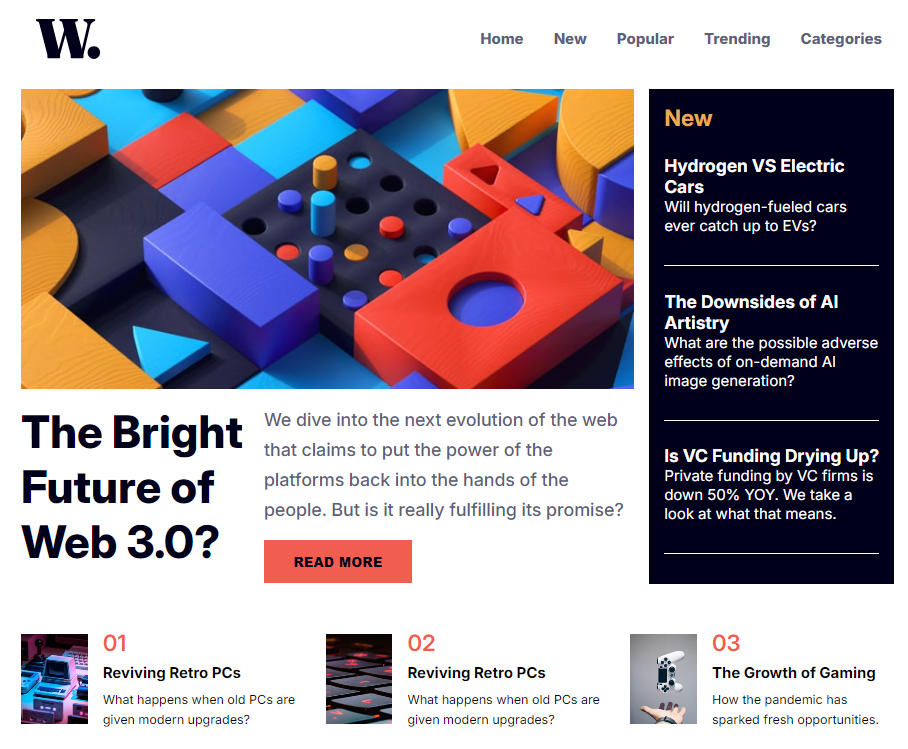 W.
Home New Popular Trending Categories
The Bright
Future of
Web 3.0?
We dive into the next evolution of the web
that claims to put the power of the
platforms back into the hands of the
people. But is it really fulfilling its promise?
READ MORE
New
Hydrogen VS Electric
Cars
Will hydrogen-fueled cars
ever catch up to EVs?
The Downsides of AI
Artistry
What are the possible adverse
effects of on-demand AI
image generation?
Is VC Funding Drying Up?
Private funding by VC firms is
down 50% YOY. We take a
look at what that means.
01
Reviving Retro PCs
What happens when old PCs are
given modern upgrades?
02
Reviving Retro PCs
What happens when old PCs are
given modern upgrades?
03
The Growth of Gaming
How the pandemic has
sparked fresh opportunities.